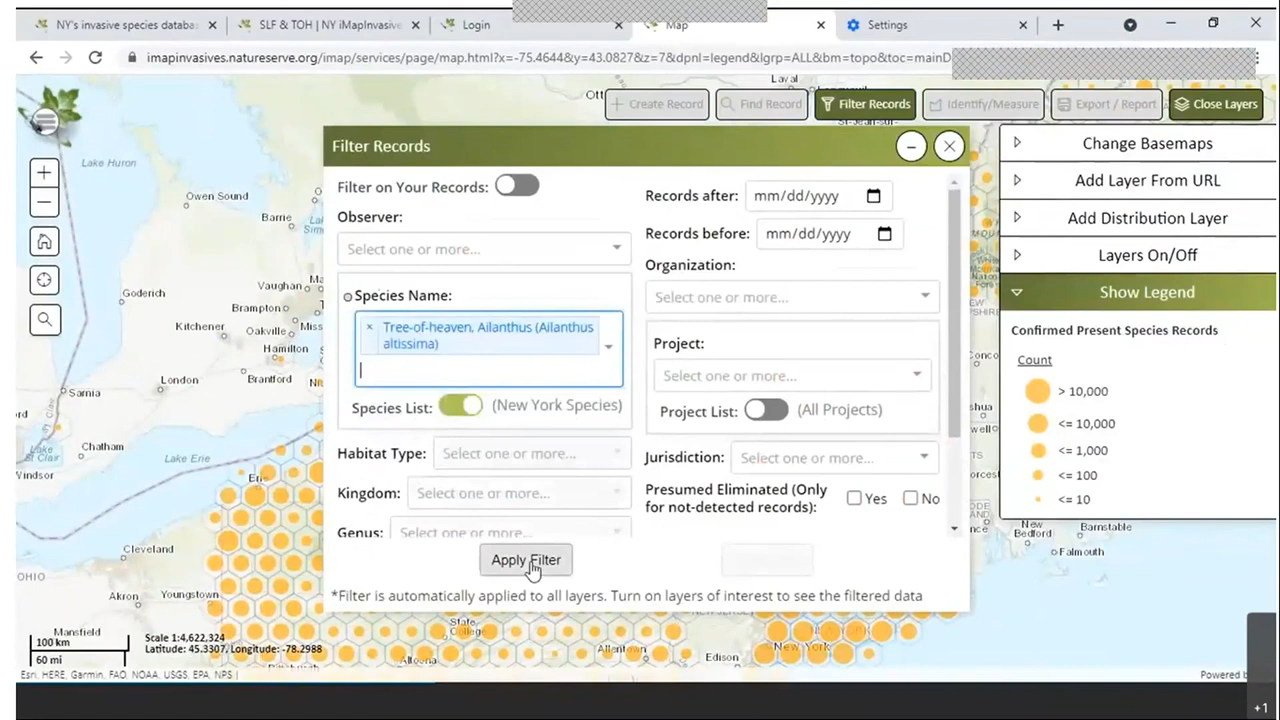 NY's invasive species databa
SLF & TOH | NY iMapInvasive
Login
Map
Settings
imapinvasives.natureserve.org/imap/services/page/map.html?x=-75.4644&y=43.0827&z=7&dpnl=legend&lgrp=ALL&bm=topo&toc=mainD
Laval
Create Record
Find Record
Filter Records
Identify/Measure
Export / Report
Close Layers
Filter Records
Filter on Your Records:
Observer:
Select one or more...
Species Name:
× Tree-of-heaven, Ailanthus (Ailanthus
altissima)
Species List: (New York Species)
Habitat Type: Select one or more...
Kingdom: Select one or more...
Genus: Select one or more...
Records after: mm/dd/yyyy
Records before: mm/dd/yyyy
Organization:
Select one or more...
Project:
Select one or more...
Project List: (All Projects)
Jurisdiction: Select one or more...
Presumed Eliminated (Only
for not-detected records): Yes No
Apply Filter
*Filter is automatically applied to all layers. Turn on layers of interest to see the filtered data
Change Basemaps
Add Layer From URL
Add Distribution Layer
Layers On/Off
Show Legend
Confirmed Present Species Records
Count
> 10,000
<= 10,000
<= 1,000
<= 100
<= 10
Lake Huron
Owen Sound
Barrie
Goderich
Vaughan
Brampton
Kitchener
Oakville
Hamilton
London
Brantford
Sarnia
Chatham
Windsor
Lake Erie
Erie
Cleveland
OHIO
Akron
Youngstown
Mansfield
State
College
Altoona
Allentown
Edison
New York
New
Bedford
Barnstable
Falmouth
100 km
60 mi
Scale 1:4,622,324
Latitude: 45.3307, Longitude: -78.2988
Esri, HERE, Garmin, FAO, NOAA, USGS, EPA, NPS |
Powered b
+1